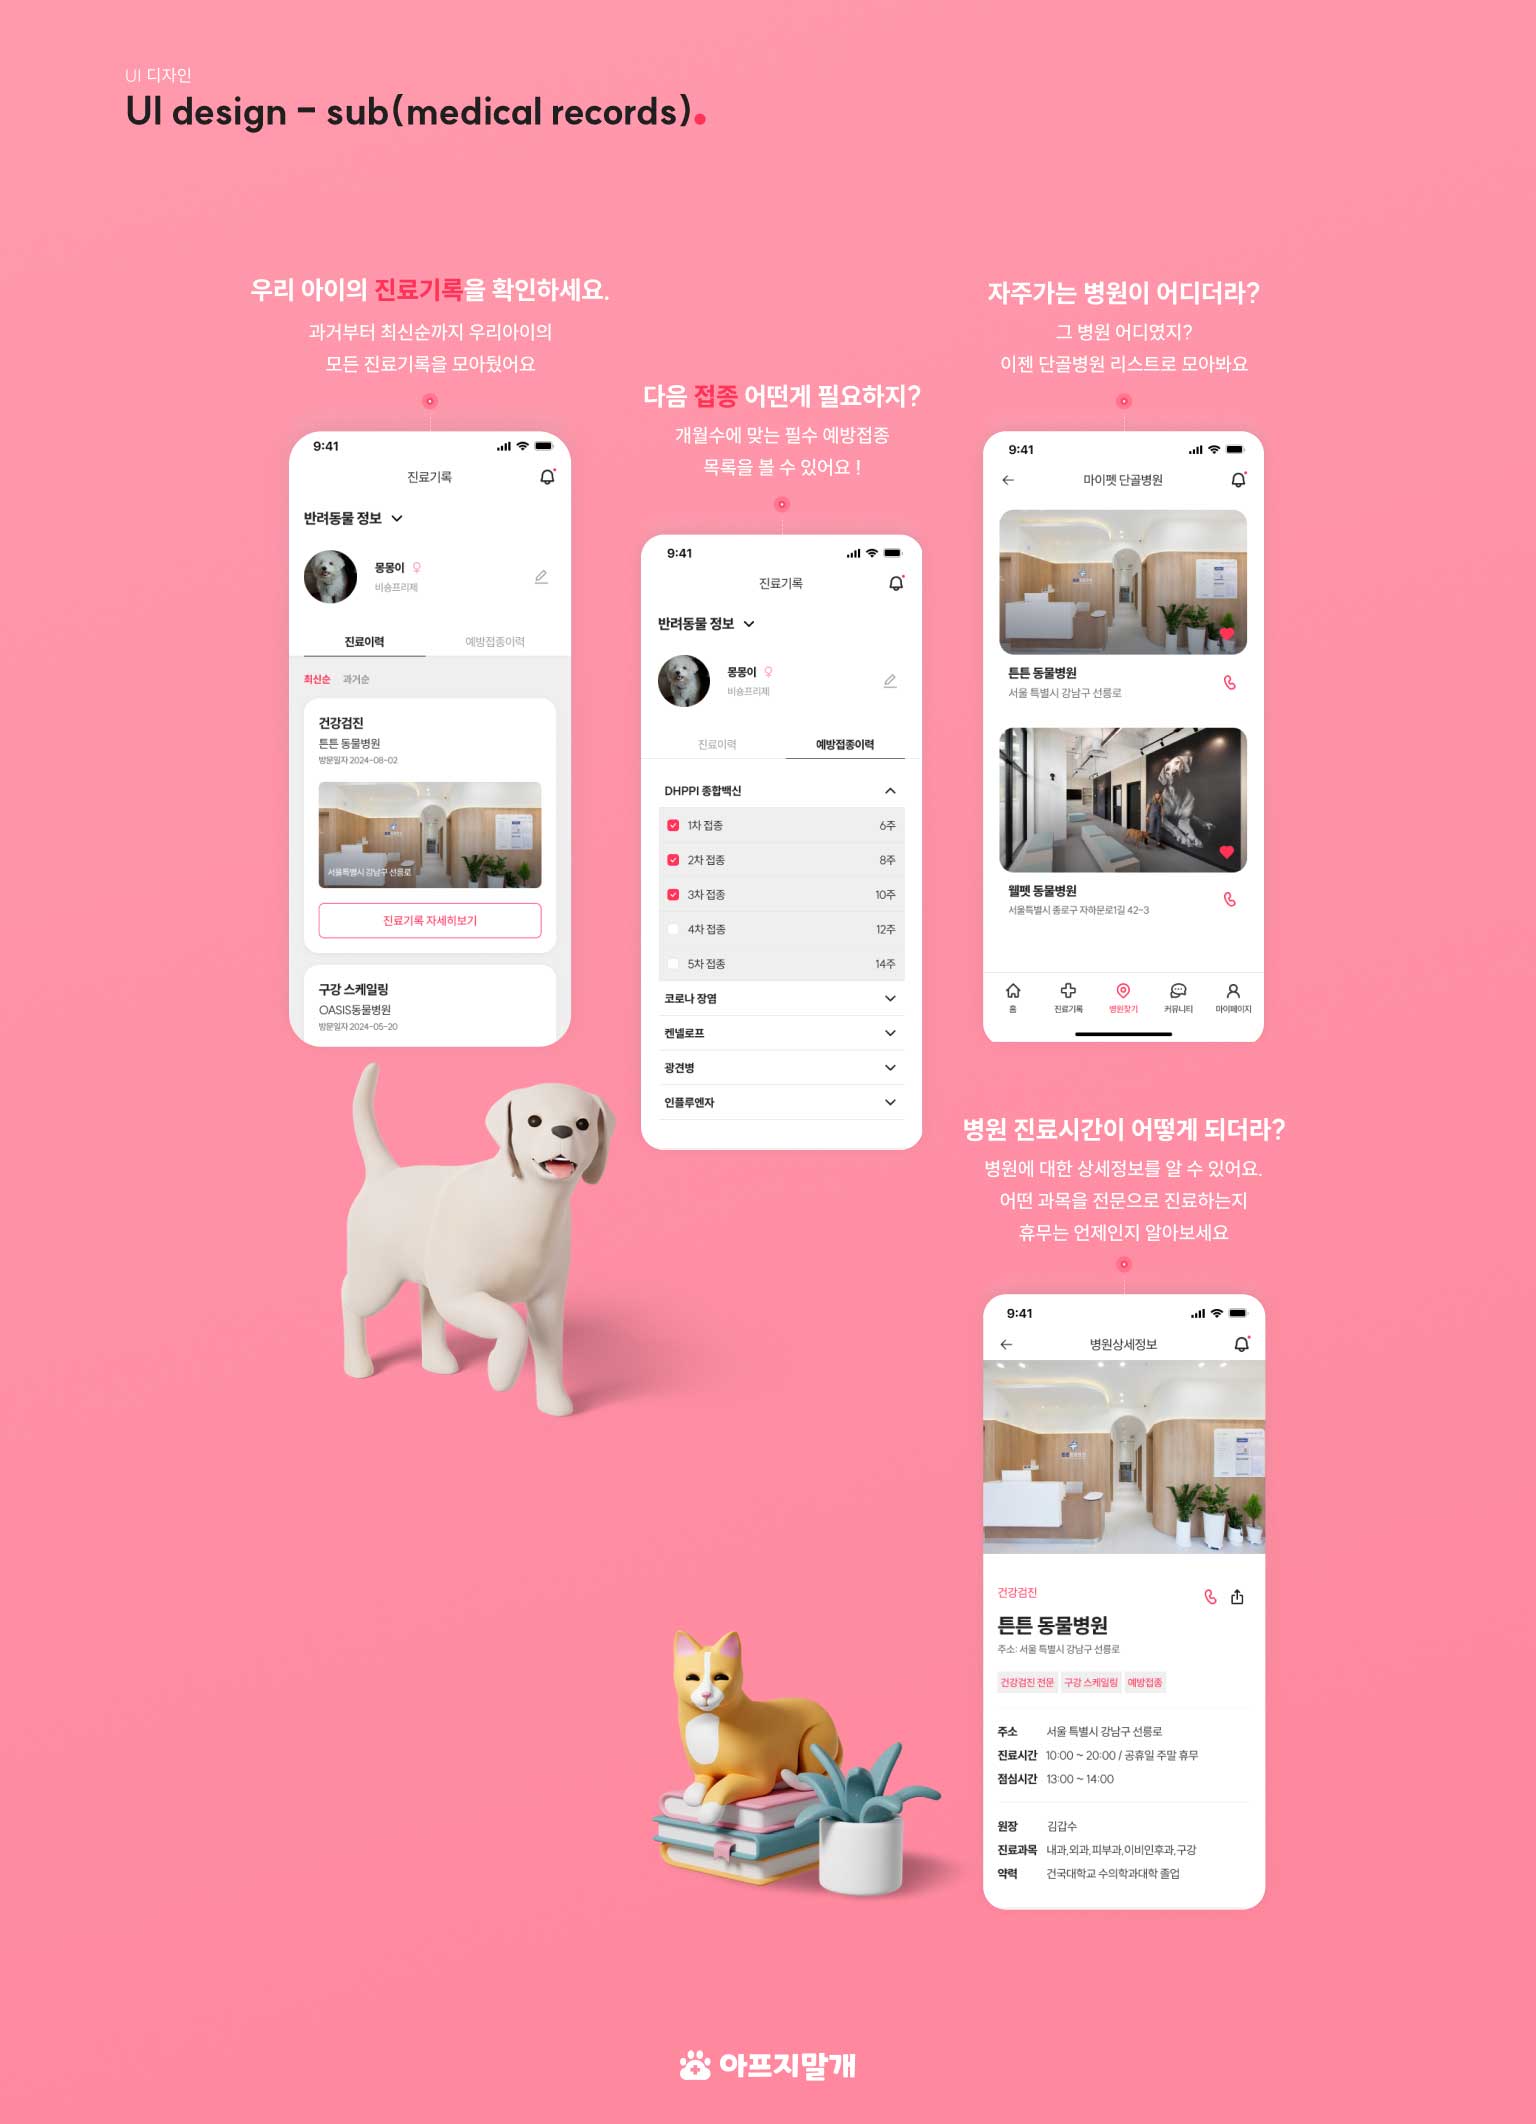 UI 디자인
UI design - sub(medical records).
우리 아이의 진료기록을 확인하세요.
과거부터 최신순까지 우리아이의
모든 진료기록을 모아뒀어요
9:41
진료기록
반려동물 정보
몽몽이
비숑프리제
진료이력 예방접종이력
최신순 과거순
건강검진
튼튼 동물병원
방문일자 2024-08-02
서울특별시 강남구 선릉로
진료기록 자세히보기
구강 스케일링
OASIS동물병원
방문일자 2024-05-20
다음 접종 어떤게 필요하지?
개월수에 맞는 필수 예방접종
목록을 볼 수 있어요 !
9:41
진료기록
반려동물 정보
몽몽이
비숑프리제
진료이력 예방접종이력
DHPPI 종합백신
1차 접종 6주
2차 접종 8주
3차 접종 10주
4차 접종 12주
5차 접종 14주
코로나 장염
켄넬로프
광견병
인플루엔자
자주가는 병원이 어디더라?
그 병원 어디였지?
이젠 단골병원 리스트로 모아봐요
9:41
마이펫 단골병원
튼튼 동물병원
서울 특별시 강남구 선릉로
웰펫 동물병원
서울특별시 종로구 자하문로1길 42-3
홈 진료기록 병원찾기 커뮤니티 마이페이지
병원 진료시간이 어떻게 되더라?
병원에 대한 상세정보를 알 수 있어요.
어떤 과목을 전문으로 진료하는지
휴무는 언제인지 알아보세요
9:41
병원상세정보
건강검진
튼튼 동물병원
주소: 서울 특별시 강남구 선릉로
건강검진 전문 구강 스케일링 예방접종
주소 서울 특별시 강남구 선릉로
진료시간 10:00 ~ 20:00 / 공휴일 주말 휴무
점심시간 13:00 ~ 14:00
원장 김갑수
진료과목 내과,외과,피부과,이비인후과,구강
약력 건국대학교 수의학과대학 졸업
아프지말개